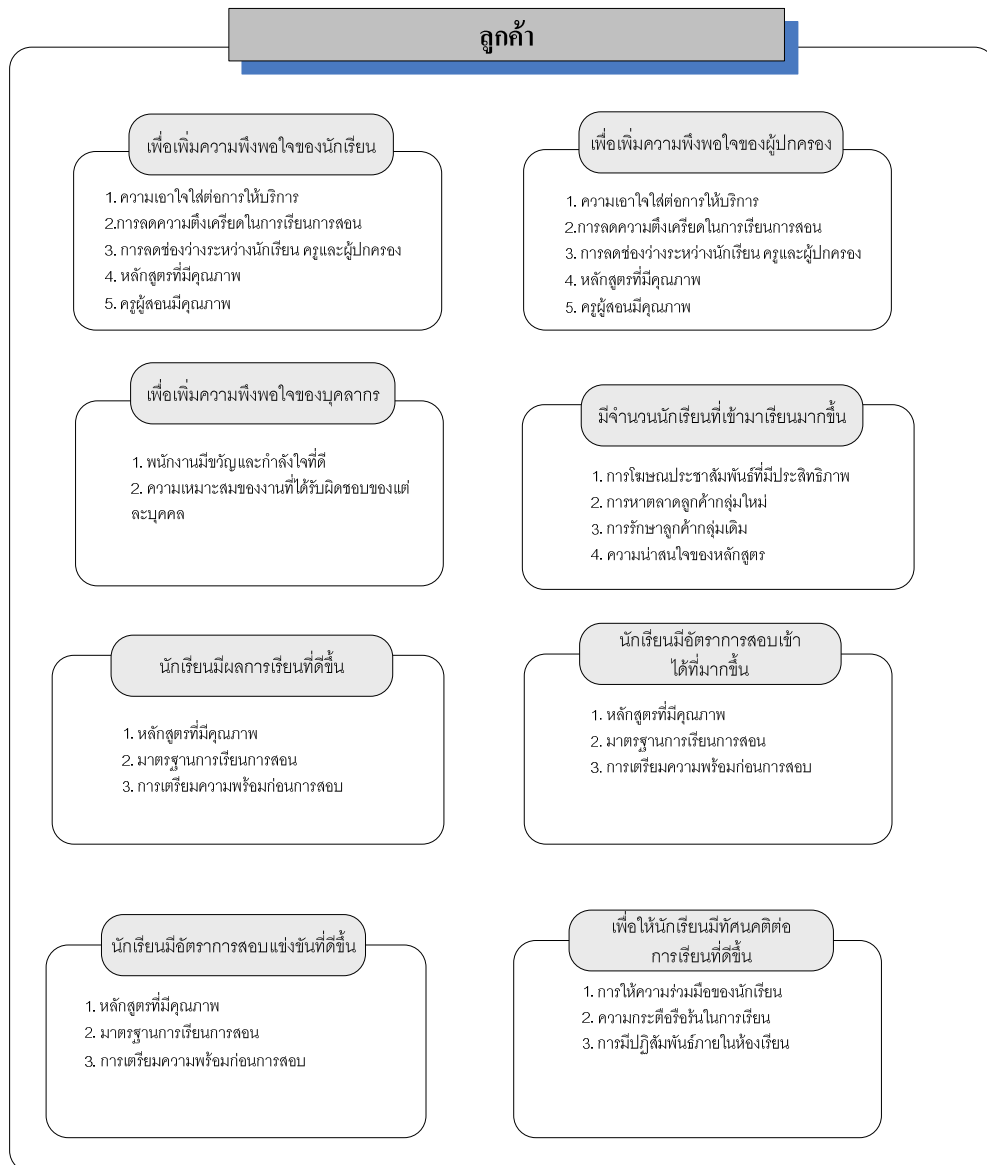 ลูกค้า
เพื่อเพิ่มความพึงพอใจของนักเรียน
1. ความเอาใจใส่ต่อการให้บริการ
2.การลดความตึงเครียดในการเรียนการสอน
3. การลดช่องว่างระหว่างนักเรียน ครูและผู้ปกครอง
4. หลักสูตรที่มีคุณภาพ
5. ครูผู้สอนมีคุณภาพ
เพื่อเพิ่มความพึงพอใจของผู้ปกครอง
1. ความเอาใจใส่ต่อการให้บริการ
2.การลดความตึงเครียดในการเรียนการสอน
3. การลดช่องว่างระหว่างนักเรียน ครูและผู้ปกครอง
4. หลักสูตรที่มีคุณภาพ
5. ครูผู้สอนมีคุณภาพ
เพื่อเพิ่มความพึงพอใจของบุคลากร
1. พนักงานมีขวัญและกำลังใจที่ดี
2. ความเหมาะสมของงานที่ได้รับผิดชอบของแต่
ละบุคคล
มีจำนวนนักเรียนที่เข้ามาเรียนมากขึ้น
1. การโฆษณประชาสัมพันธ์ที่มีประสิทธิภาพ
2. การหาตลาดลูกค้ากลุ่มใหม่
3. การรักษาลูกค้ากลุ่มเดิม
4. ความน่าสนใจของหลักสูตร
นักเรียนมีผลการเรียนที่ดีขึ้น
1. หลักสูตรที่มีคุณภาพ
2. มาตรฐานการเรียนการสอน
3. การเตรียมความพร้อมก่อนการสอบ
นักเรียนมีอัตราการสอบเข้า
ได้ที่มากขึ้น
1. หลักสูตรที่มีคุณภาพ
2. มาตรฐานการเรียนการสอน
3. การเตรียมความพร้อมก่อนการสอบ
นักเรียนมีอัตราการสอบแข่งขันที่ดีขึ้น
1. หลักสูตรที่มีคุณภาพ
2. มาตรฐานการเรียนการสอน
3. การเตรียมความพร้อมก่อนการสอบ
เพื่อให้นักเรียนมีทัศนคติต่อ
การเรียนที่ดีขึ้น
1. การให้ความร่วมมือของนักเรียน
2. ความกระตือรือร้นในการเรียน
3. การมีปฏิสัมพันธ์ภายในห้องเรียน